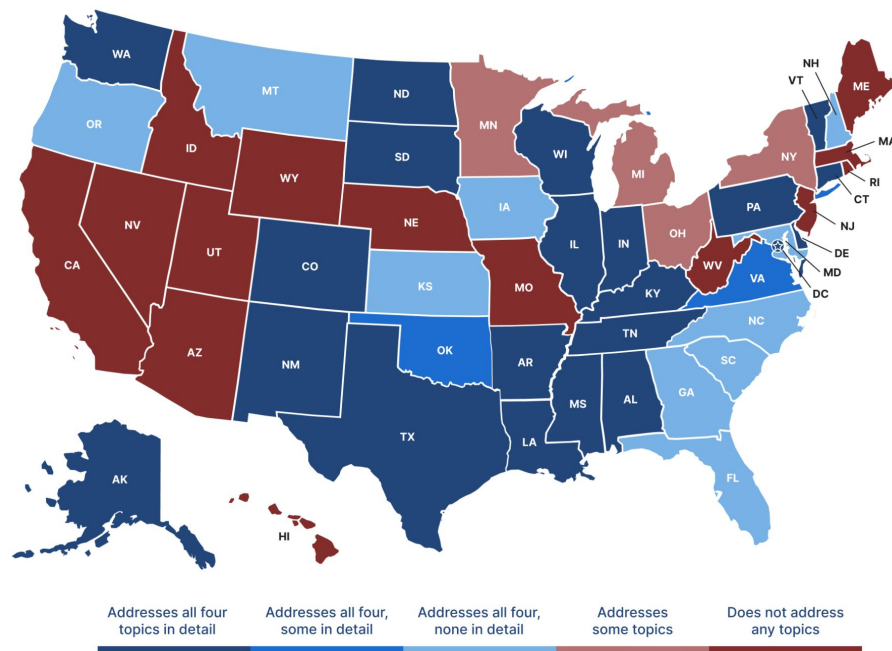 WA
MT
ND
MN
OR
ID
SD
WI
WY
MI
NH
VT
ME
NY
MA
RI
CT
NV
NE
IA
PA
NJ
CA
UT
CO
IL
IN
OH
DE
WV
MD
KS
MO
KY
VA
DC
AZ
NM
OK
AR
TN
NC
SC
TX
LA
MS
AL
GA
FL
AK
HI
Addresses all four
topics in detail
Addresses all four,
some in detail
Addresses all four,
none in detail
Addresses
some topics
Does not address
any topics